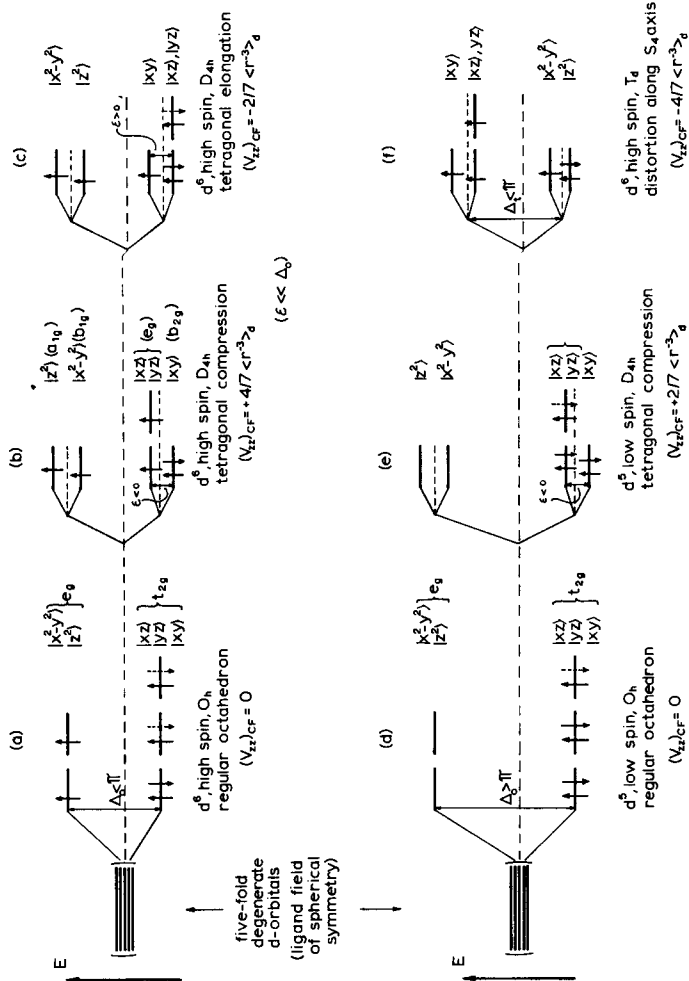 (a)
|x²-y²⟩
|z²⟩
e_g
Δ_o<π
|xz⟩
|yz⟩
|xy⟩
t_2g
d⁶, high spin, O_h
regular octahedron
(V_zz)_CF = 0
E
five-fold
degenerate
d-orbitals
(ligand field
of spherical
symmetry)
(b)
|z²⟩(a_1g)
|x²-y²⟩(b_1g)
|xz⟩
|yz⟩
(e_g)
|xy⟩ (b_2g)
ε<0
d⁶, high spin, D_4h
tetragonal compression
(V_zz)_CF = +4/7 <r⁻³>_d
(ε << Δ_o)
(c)
|x²-y²⟩
|z²⟩
ε>0
|xy⟩
|xz⟩,|yz⟩
d⁶, high spin, D_4h
tetragonal elongation
(V_zz)_CF = -2/7 <r⁻³>_d
(d)
|x²-y²⟩
|z²⟩
e_g
Δ_o>π
|xz⟩
|yz⟩
|xy⟩
t_2g
d⁵, low spin, O_h
regular octahedron
(V_zz)_CF = 0
E
(e)
|z²⟩
|x²-y²⟩
|xz⟩
|yz⟩
|xy⟩
ε<0
d⁵, low spin, D_4h
tetragonal compression
(V_zz)_CF = +2/7 <r⁻³>_d
(f)
|xy⟩
|xz⟩, yz⟩
Δ_t<π
|x²-y²⟩
|z²⟩
d⁶, high spin, T_d
distortion along S₄ axis
(V_zz)_CF = -4/7 <r⁻³>_d